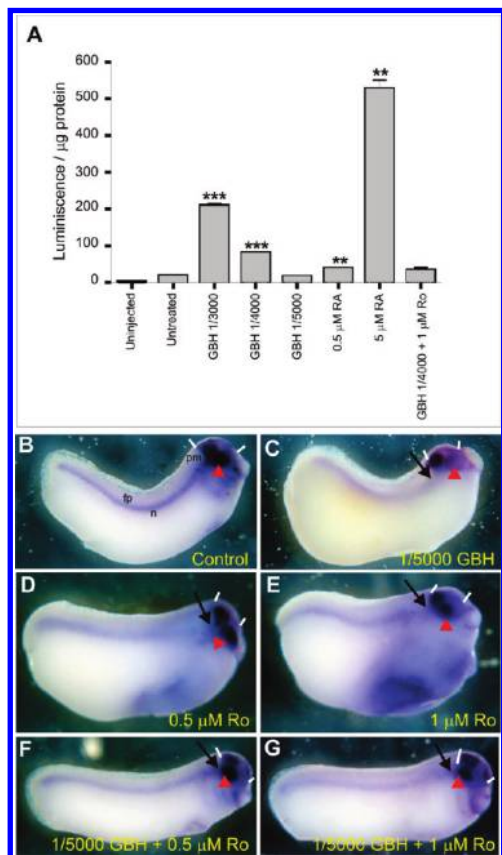 A
Luminiscence / µg protein
600
500
400
300
200
100
0
***
***
**
**
Uninjected
Untreated
GBH 1/3000
GBH 1/4000
GBH 1/5000
0.5 µM RA
5 µM RA
GBH 1/4000 + 1 µM Ro
B
pm
fp
n
Control
C
1/5000 GBH
D
0.5 µM Ro
E
1 µM Ro
F
1/5000 GBH + 0.5 µM Ro
G
1/5000 GBH + 1 µM Ro